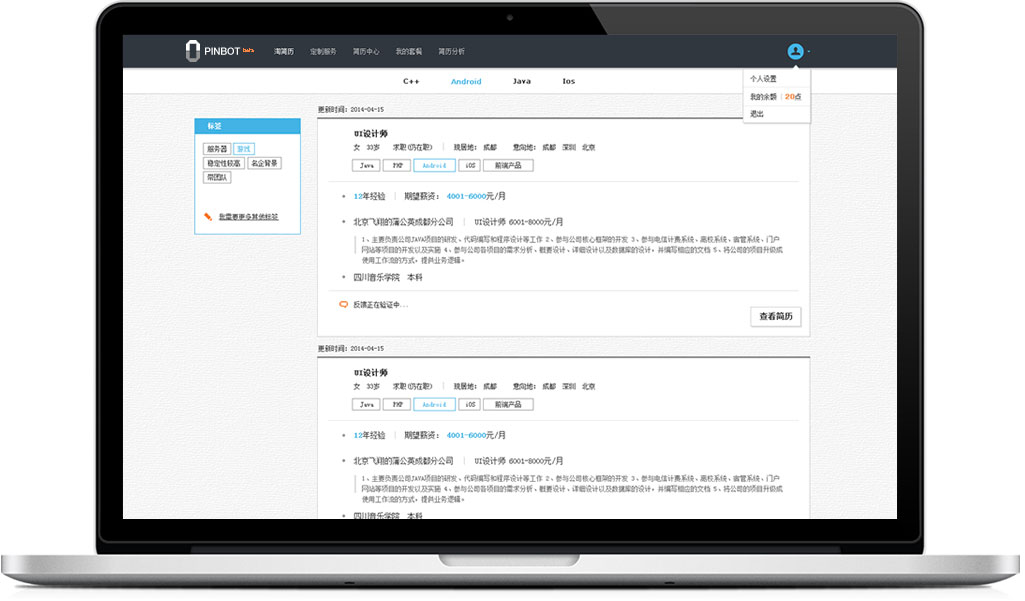 PINBOT beta 淘简历 定制服务 简历中心 我的套餐 简历分析
C++ Android Java Ios
个人设置
我的余额 | 20点
退出
标签
服务器 游戏
稳定性较高 名企背景
带团队
我需要更多其他标签
更新时间：2014-04-15
UI设计师
女 33岁 求职(仍在职) | 现居地：成都 意向地：成都 深圳 北京
Java PHP Android iOS 前端产品
12年经验 | 期望薪资：4001-6000元/月
北京飞翔的蒲公英成都分公司 | UI设计师 6001-8000元/月
1、主要负责公司JAVA项目的研发、代码编写和程序设计等工作 2、参与公司核心框架的开发 3、参与电信计费系统、高校系统、宿管系统、门户
网站等项目的开发以及实施 4、参与公司各项目的需求分析、概要设计、详细设计以及数据库的设计，并编写相应的文档 5、将公司的项目升级成
使用工作流的方式，提供业务逻辑。
四川音乐学院 本科
反馈正在验证中...
查看简历
更新时间：2014-04-15
UI设计师
女 33岁 求职(仍在职) | 现居地：成都 意向地：成都 深圳 北京
Java PHP Android iOS 前端产品
12年经验 | 期望薪资：4001-6000元/月
北京飞翔的蒲公英成都分公司 | UI设计师 6001-8000元/月
1、主要负责公司JAVA项目的研发、代码编写和程序设计等工作 2、参与公司核心框架的开发 3、参与电信计费系统、高校系统、宿管系统、门户
网站等项目的开发以及实施 4、参与公司各项目的需求分析、概要设计、详细设计以及数据库的设计，并编写相应的文档 5、将公司的项目升级成
使用工作流的方式，提供业务逻辑。
四川音乐学院 本科